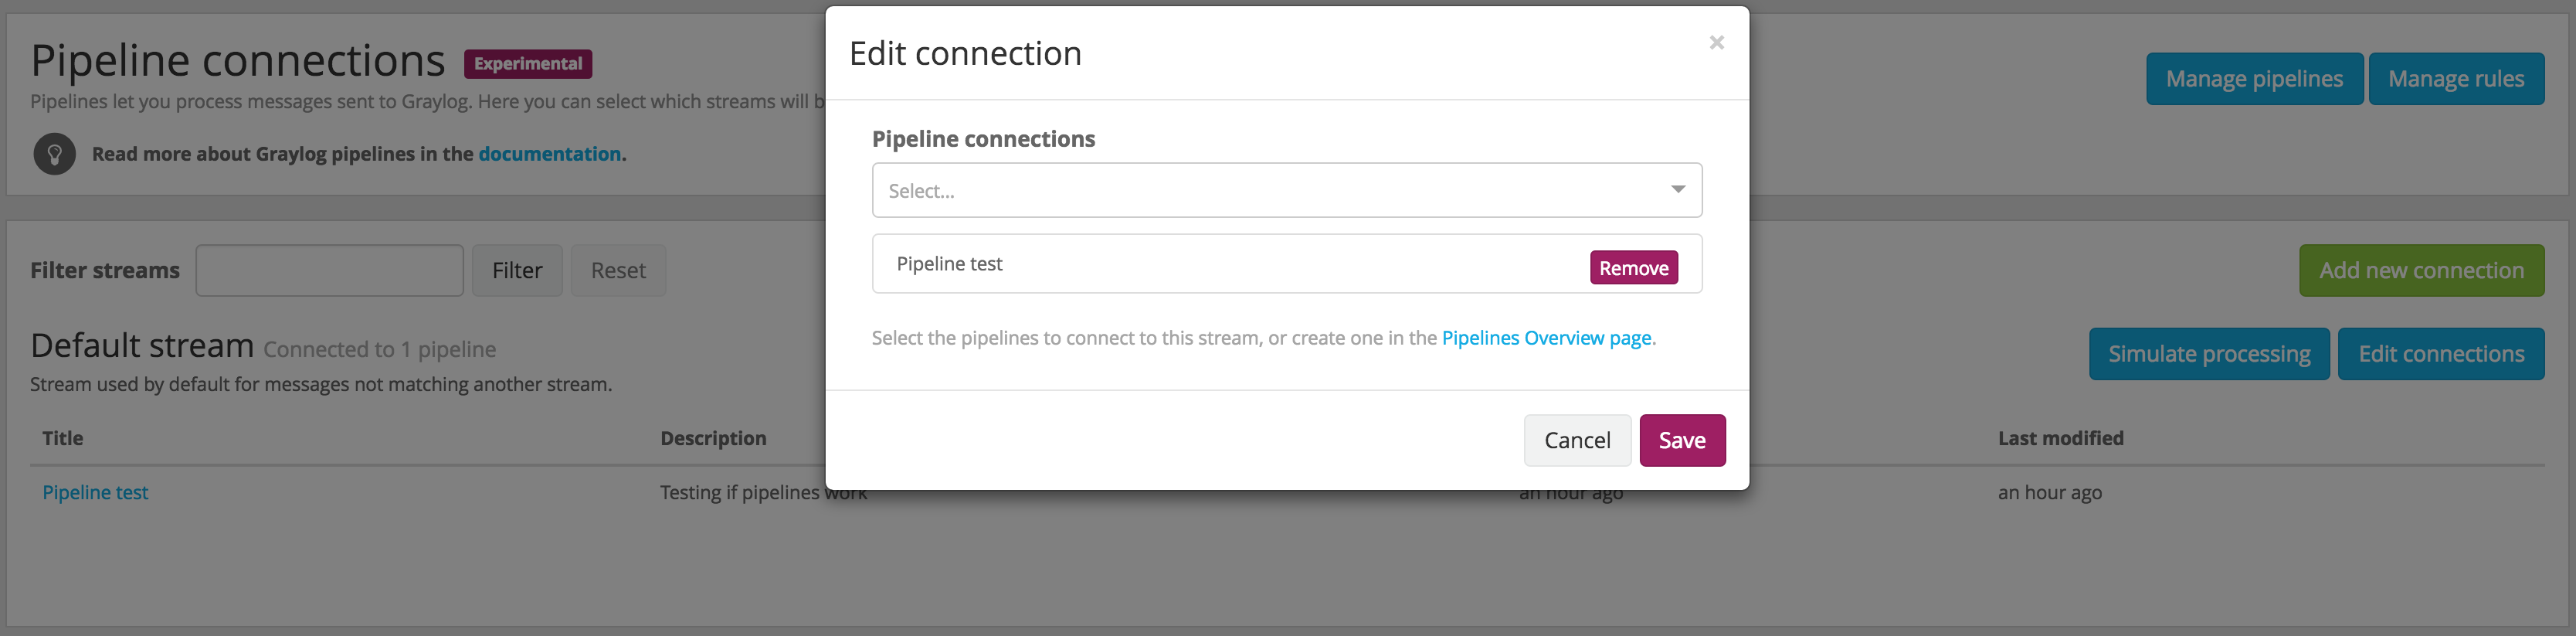 Pipeline connections Experimental
Pipelines let you process messages sent to Graylog. Here you can select which streams will b
Read more about Graylog pipelines in the documentation.
Manage pipelines
Manage rules
Edit connection
×
Pipeline connections
Select...
Pipeline test
Remove
Select the pipelines to connect to this stream, or create one in the Pipelines Overview page.
Cancel
Save
Filter streams
Filter
Reset
Add new connection
Default stream Connected to 1 pipeline
Stream used by default for messages not matching another stream.
Simulate processing
Edit connections
Title Description Last modified
Pipeline test Testing if pipelines work an hour ago an hour ago